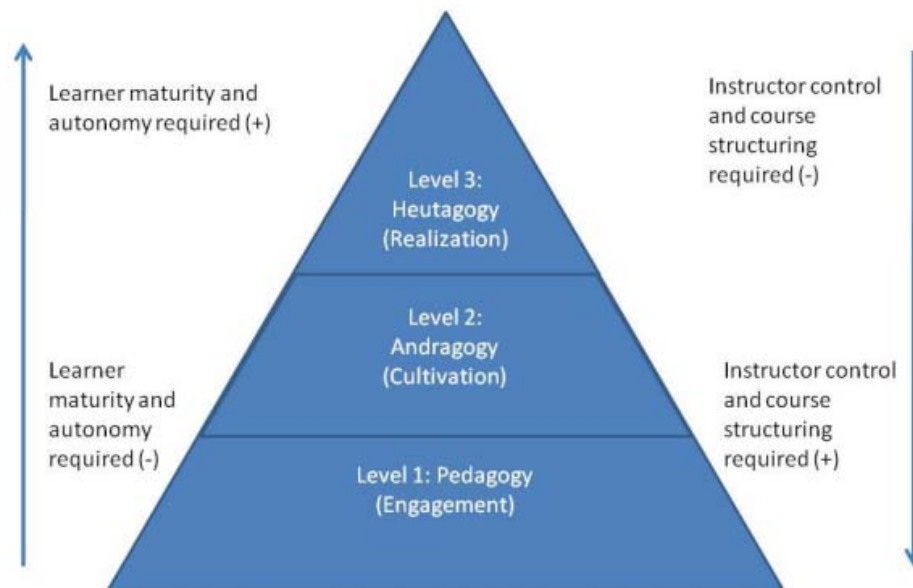 Learner maturity and
autonomy required (+)
Instructor control
and course
structuring
required (-)
Level 3:
Heutagogy
(Realization)
Level 2:
Andragogy
(Cultivation)
Learner
maturity and
autonomy
required (-)
Instructor control
and course
structuring
required (+)
Level 1: Pedagogy
(Engagement)